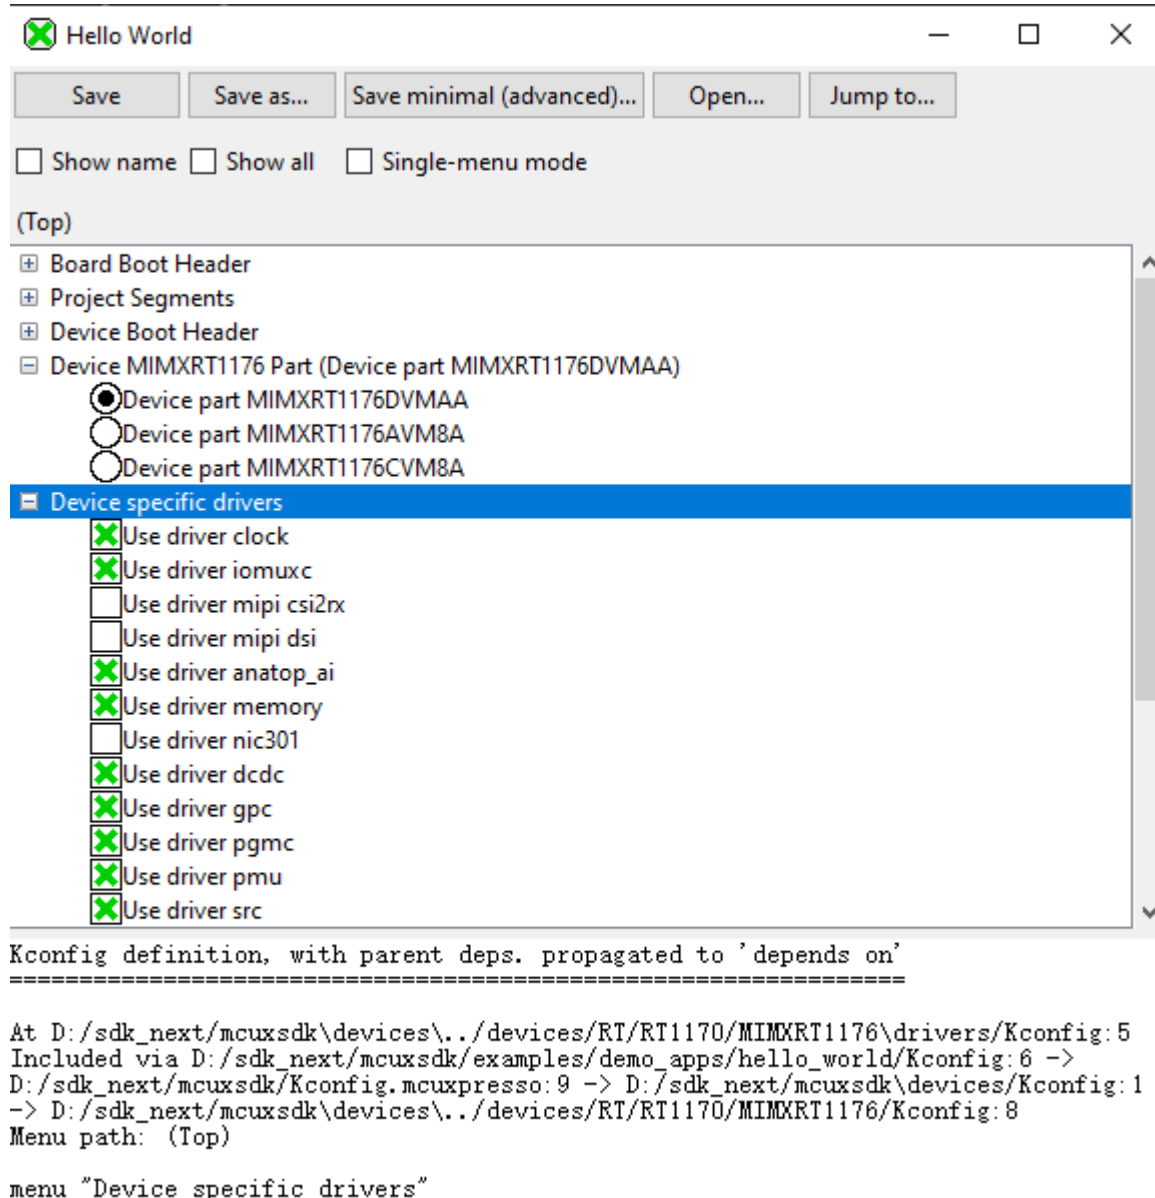 Hello World
Save Save as... Save minimal (advanced)... Open... Jump to...
Show name Show all Single-menu mode
(Top)
Board Boot Header
Project Segments
Device Boot Header
Device MIMXRT1176 Part (Device part MIMXRT1176DVMAA)
Device part MIMXRT1176DVMAA
Device part MIMXRT1176AVM8A
Device part MIMXRT1176CVM8A
Device specific drivers
Use driver clock
Use driver iomuxc
Use driver mipi csi2rx
Use driver mipi dsi
Use driver anatop_ai
Use driver memory
Use driver nic301
Use driver dcdc
Use driver gpc
Use driver pgmc
Use driver pmu
Use driver src
Kconfig definition, with parent deps. propagated to 'depends on'
================================================================
At D:/sdk_next/mcuxsdk\devices\../devices/RT/RT1170/MIMXRT1176\drivers/Kconfig:5
Included via D:/sdk_next/mcuxsdk/examples/demo_apps/hello_world/Kconfig:6 ->
D:/sdk_next/mcuxsdk/Kconfig.mcuxpresso:9 -> D:/sdk_next/mcuxsdk\devices/Kconfig:1
-> D:/sdk_next/mcuxsdk\devices\../devices/RT/RT1170/MIMXRT1176/Kconfig:8
Menu path: (Top)
menu "Device specific drivers"